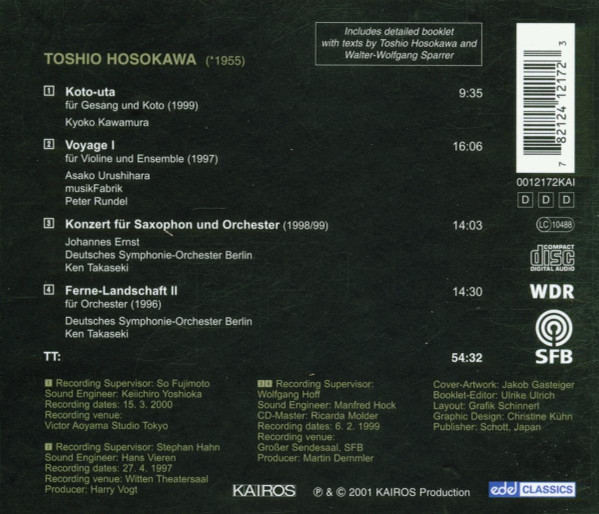 Includes detailed booklet
with texts by Toshio Hosokawa and
Walter-Wolfgang Sparrer
TOSHIO HOSOKAWA (*1955)
1 Koto-uta 9:35
für Gesang und Koto (1999)
Kyoko Kawamura
2 Voyage I 16:06
für Violine und Ensemble (1997)
Asako Urushihara
musikFabrik
Peter Rundel
3 Konzert für Saxophon und Orchester (1998/99) 14:03
Johannes Ernst
Deutsches Symphonie-Orchester Berlin
Ken Takaseki
4 Ferne-Landschaft II 14:30
für Orchester (1996)
Deutsches Symphonie-Orchester Berlin
Ken Takaseki
TT: 54:32
7 82124 12172 3
0012172KAI
D D D
LC 10488
COMPACT
disc
DIGITAL AUDIO
WDR
SFB
1 Recording Supervisor: So Fujimoto
Sound Engineer: Keiichiro Yoshioka
Recording dates: 15. 3. 2000
Recording venue:
Victor Aoyama Studio Tokyo
2 Recording Supervisor: Stephan Hahn
Sound Engineer: Hans Vieren
Recording dates: 27. 4. 1997
Recording venue: Witten Theatersaal
Producer: Harry Vogt
3 4 Recording Supervisor:
Wolfgang Hoff
Sound Engineer: Manfred Hock
CD-Master: Ricarda Molder
Recording dates: 6. 2. 1999
Recording venue:
Großer Sendesaal, SFB
Producer: Martin Demmler
Cover-Artwork: Jakob Gasteiger
Booklet-Editor: Ulrike Ulrich
Layout: Grafik Schinnerl
Graphic Design: Christine Kühn
Publisher: Schott, Japan
KAIROS
℗ & © 2001 KAIROS Production
edel CLASSICS